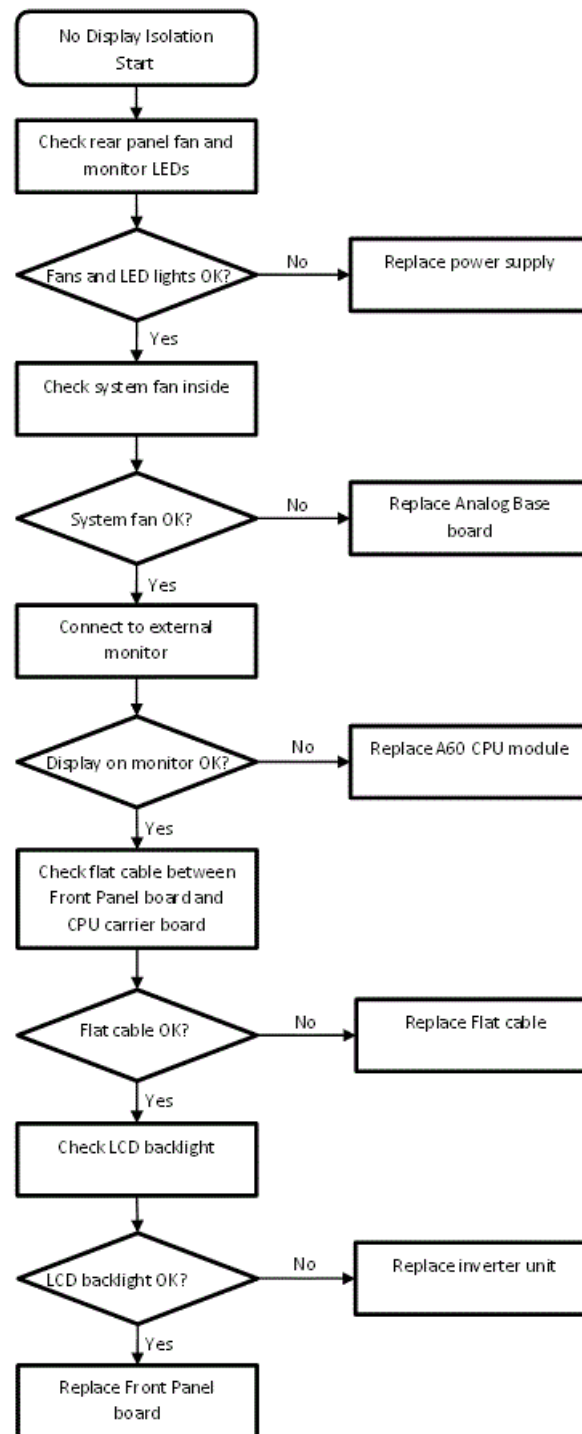 No Display Isolation
Start
Check rear panel fan and
monitor LEDs
Fans and LED lights OK?
No
Replace power supply
Yes
Check system fan inside
System fan OK?
No
Replace Analog Base
board
Yes
Connect to external
monitor
Display on monitor OK?
No
Replace A60 CPU module
Yes
Check flat cable between
Front Panel board and
CPU carrier board
Flat cable OK?
No
Replace Flat cable
Yes
Check LCD backlight
LCD backlight OK?
No
Replace inverter unit
Yes
Replace Front Panel
board